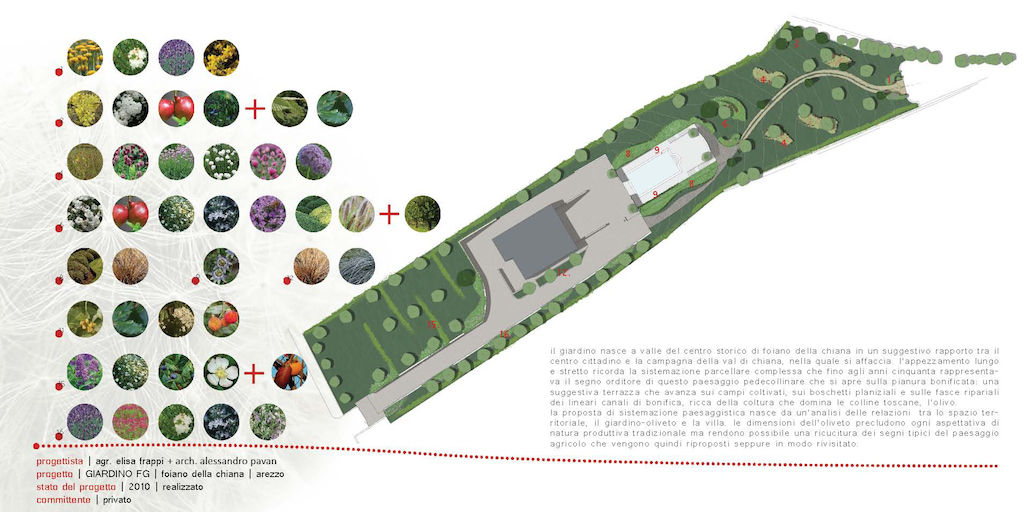 il giardino nasce a valle del centro storico di foiano della chiana in un suggestivo rapporto tra il
centro cittadino e la campagna della val di chiana, nella quale si affaccia. l'appezzamento lungo
e stretto ricorda la sistemazione parcellare complessa che fino agli anni cinquanta rappresenta-
va il segno orditore di questo paesaggio pedecollinare che si apre sulla pianura bonificata: una
suggestiva terrazza che avanza sui campi coltivati, sui boschetti planiziali e sulle fasce ripariali
dei lineari canali di bonifica, ricca della coltura che domina le colline toscane, l'olivo.
la proposta di sistemazione paesaggistica nasce da un'analisi delle relazioni tra lo spazio ter-
ritoriale, il giardino-oliveto e la villa. le dimensioni dell'oliveto precludono ogni aspettativa di
natura produttiva tradizionale ma rendono possibile una ricucitura dei segni tipici del paesaggio
agricolo che vengono quindi riproposti seppure in modo rivisitato.
progettista | agr. elisa frappi + arch. alessandro pavan
progetto | GIARDINO FG | foiano della chiana | arezzo
stato del progetto | 2010 | realizzato
committente | privato